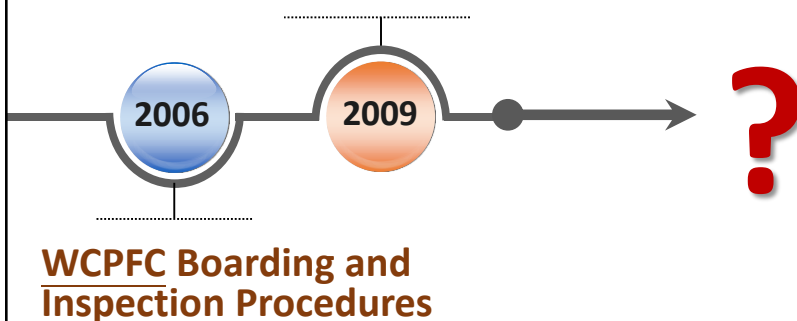 2006
2009
?
WCPFC Boarding and
Inspection Procedures